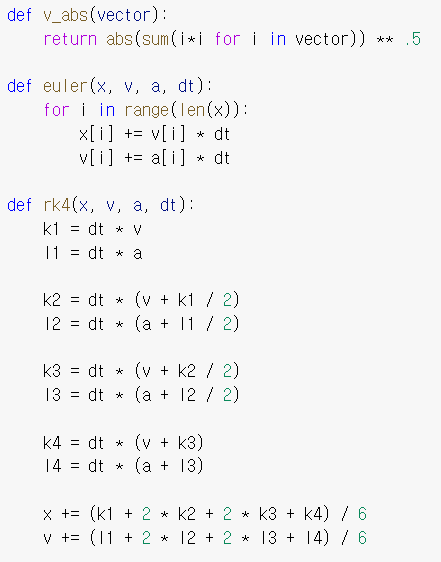 def v_abs(vector):
    return abs(sum(i*i for i in vector)) ** .5

def euler(x, v, a, dt):
    for i in range(len(x)):
        x[i] += v[i] * dt
        v[i] += a[i] * dt

def rk4(x, v, a, dt):
    k1 = dt * v
    l1 = dt * a

    k2 = dt * (v + k1 / 2)
    l2 = dt * (a + l1 / 2)

    k3 = dt * (v + k2 / 2)
    l3 = dt * (a + l2 / 2)

    k4 = dt * (v + k3)
    l4 = dt * (a + l3)

    x += (k1 + 2 * k2 + 2 * k3 + k4) / 6
    v += (l1 + 2 * l2 + 2 * l3 + l4) / 6